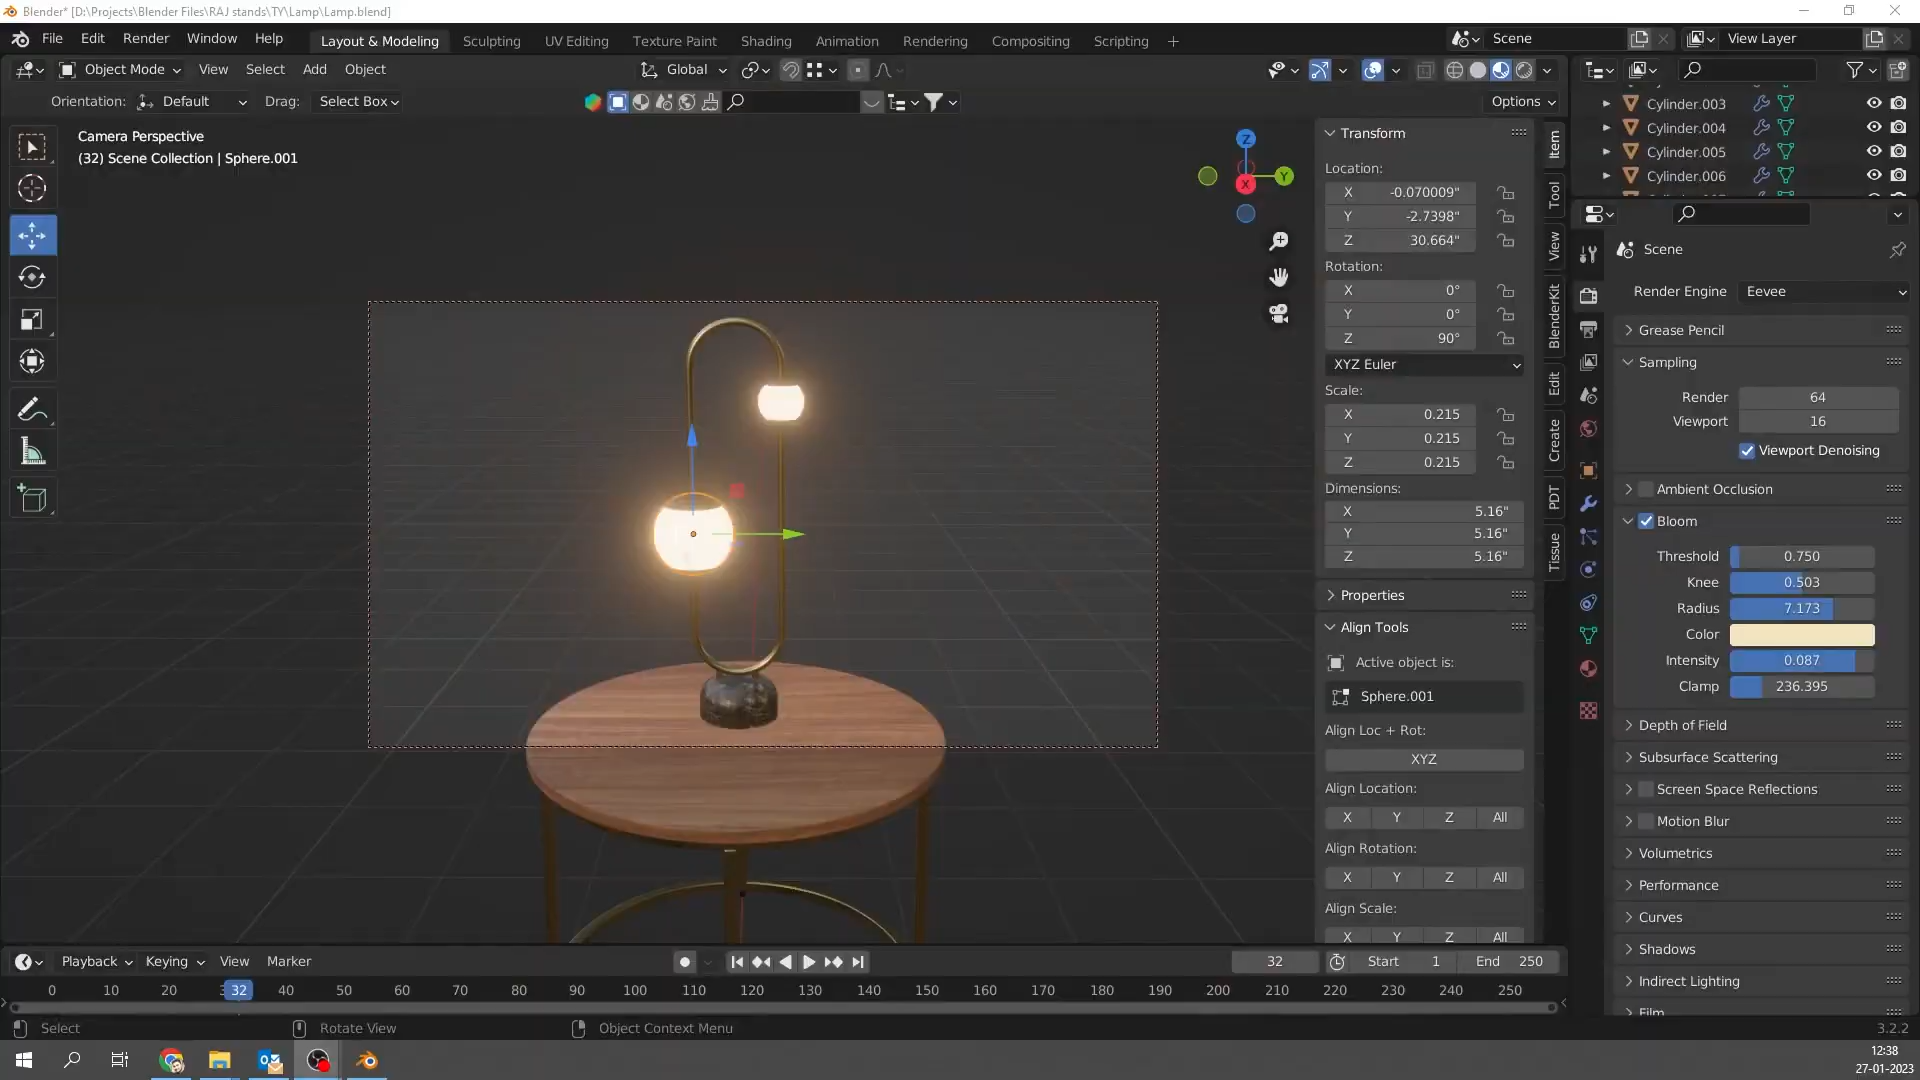 Blender* [D:\Projects\Blender Files\RAJ stands\TY\Lamp\Lamp.blend]
File Edit Render Window Help
Layout & Modeling Sculpting UV Editing Texture Paint Shading Animation Rendering Compositing Scripting +
Scene
View Layer
Object Mode View Select Add Object
Global
Orientation: Default Drag: Select Box
Options
Camera Perspective
(32) Scene Collection | Sphere.001
Z
Y
X
Transform
Location:
X -0.070009"
Y -2.7398"
Z 30.664"
Rotation:
X 0°
Y 0°
Z 90°
XYZ Euler
Scale:
X 0.215
Y 0.215
Z 0.215
Dimensions:
X 5.16"
Y 5.16"
Z 5.16"
Properties
Align Tools
Active object is:
Sphere.001
Align Loc + Rot:
XYZ
Align Location:
X Y Z All
Align Rotation:
X Y Z All
Align Scale:
X Y Z All
Item
Tool
View
BlenderKit
Edit
Create
PDT
Tissue
Cylinder.003
Cylinder.004
Cylinder.005
Cylinder.006
Scene
Render Engine Eevee
Grease Pencil
Sampling
Render 64
Viewport 16
Viewport Denoising
Ambient Occlusion
Bloom
Threshold 0.750
Knee 0.503
Radius 7.173
Color
Intensity 0.087
Clamp 236.395
Depth of Field
Subsurface Scattering
Screen Space Reflections
Motion Blur
Volumetrics
Performance
Curves
Shadows
Indirect Lighting
Film
Playback Keying View Marker
32 Start 1 End 250
0 10 20 32 40 50 60 70 80 90 100 110 120 130 140 150 160 170 180 190 200 210 220 230 240 250
Select Rotate View Object Context Menu
3.2.2
12:38
27-01-2023